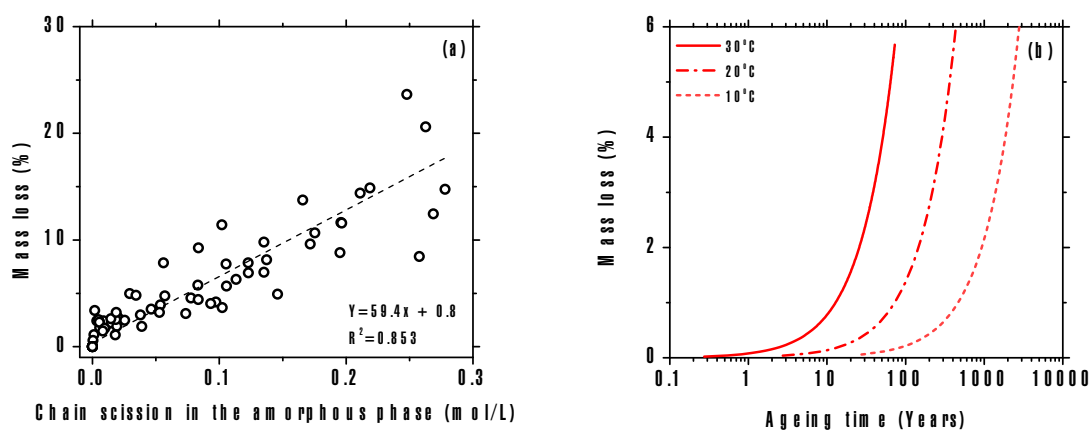 (a)
30
20
10
0
Mass loss (%)
Y=59.4x + 0.8
R²=0.853
0.0 0.1 0.2 0.3
Chain scission in the amorphous phase (mol/L)
(b)
6
4
2
0
Mass loss (%)
30°C
20°C
10°C
0.1 1 10 100 1000 10000
Ageing time (Years)